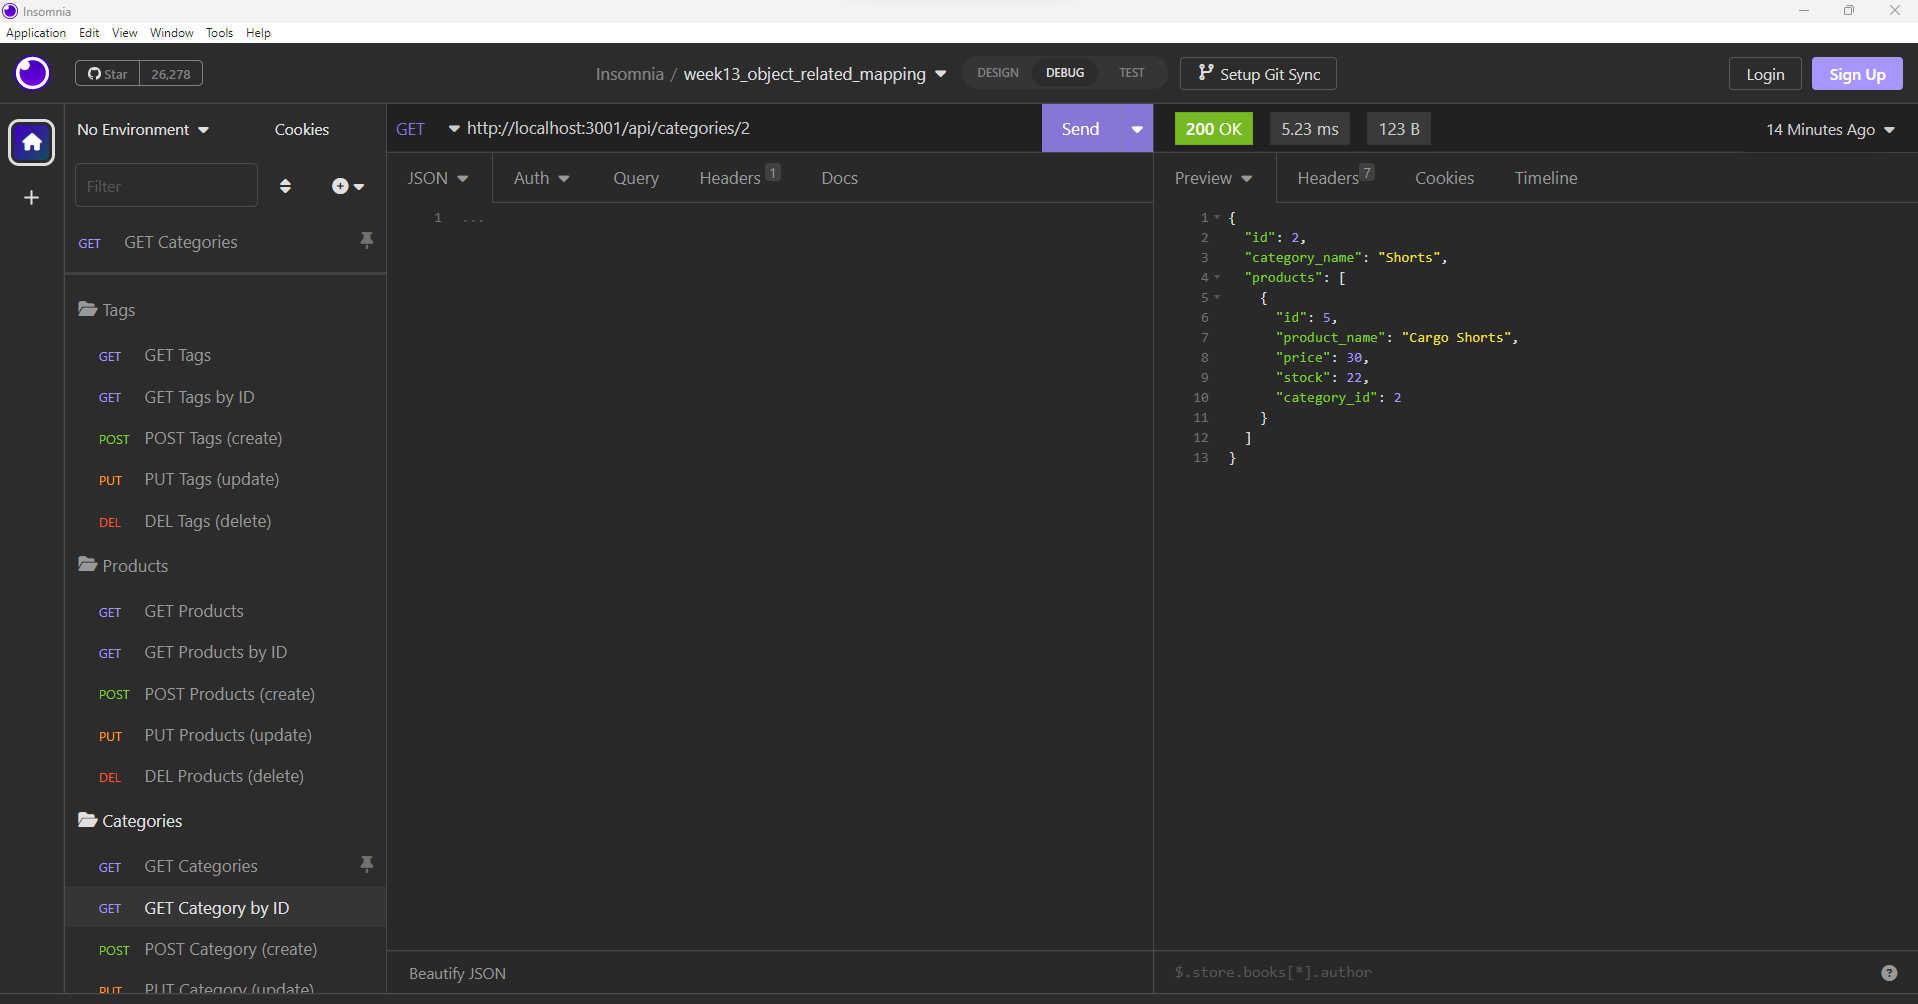 Insomnia
Application Edit View Window Tools Help
Star 26,278
Insomnia / week13_object_related_mapping
DESIGN DEBUG TEST
Setup Git Sync
Login Sign Up
No Environment Cookies
Filter
GET GET Categories
Tags
GET GET Tags
GET GET Tags by ID
POST POST Tags (create)
PUT PUT Tags (update)
DEL DEL Tags (delete)
Products
GET GET Products
GET GET Products by ID
POST POST Products (create)
PUT PUT Products (update)
DEL DEL Products (delete)
Categories
GET GET Categories
GET GET Category by ID
POST POST Category (create)
PUT PUT Category (update)
GET http://localhost:3001/api/categories/2 Send
JSON Auth Query Headers 1 Docs
1 ...
Beautify JSON
200 OK 5.23 ms 123 B 14 Minutes Ago
Preview Headers 7 Cookies Timeline
1 {
2 "id": 2,
3 "category_name": "Shorts",
4 "products": [
5 {
6 "id": 5,
7 "product_name": "Cargo Shorts",
8 "price": 30,
9 "stock": 22,
10 "category_id": 2
11 }
12 ]
13 }
$.store.books[*].author ?